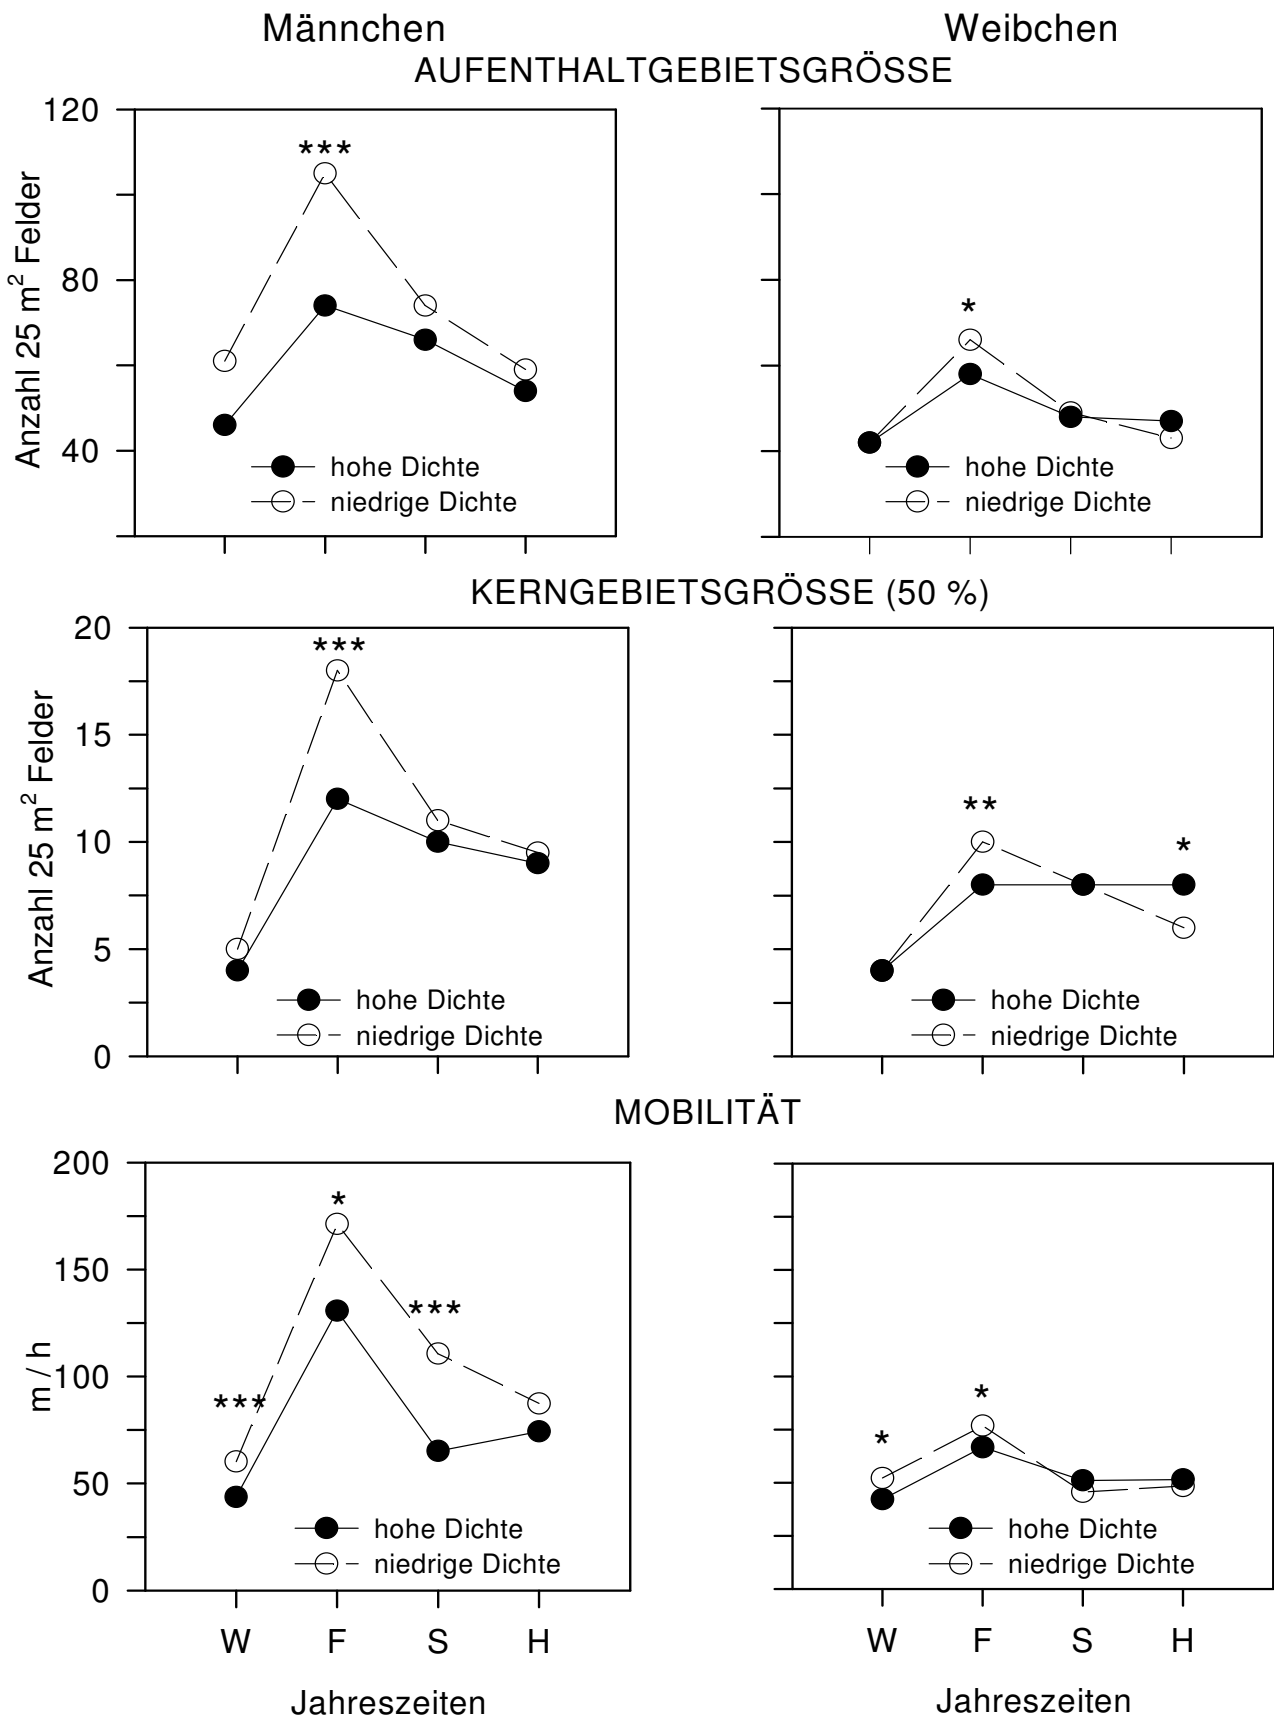 Männchen Weibchen
AUFENTHALTGEBIETSGRÖSSE
120
80
40
Anzahl 25 m² Felder
***
hohe Dichte
niedrige Dichte
*
hohe Dichte
niedrige Dichte
KERNGEBIETSGRÖSSE (50 %)
20
15
10
5
0
Anzahl 25 m² Felder
***
hohe Dichte
niedrige Dichte
**
*
hohe Dichte
niedrige Dichte
MOBILITÄT
200
150
100
50
0
m/h
***
*
***
hohe Dichte
niedrige Dichte
W F S H
Jahreszeiten
*
*
hohe Dichte
niedrige Dichte
W F S H
Jahreszeiten